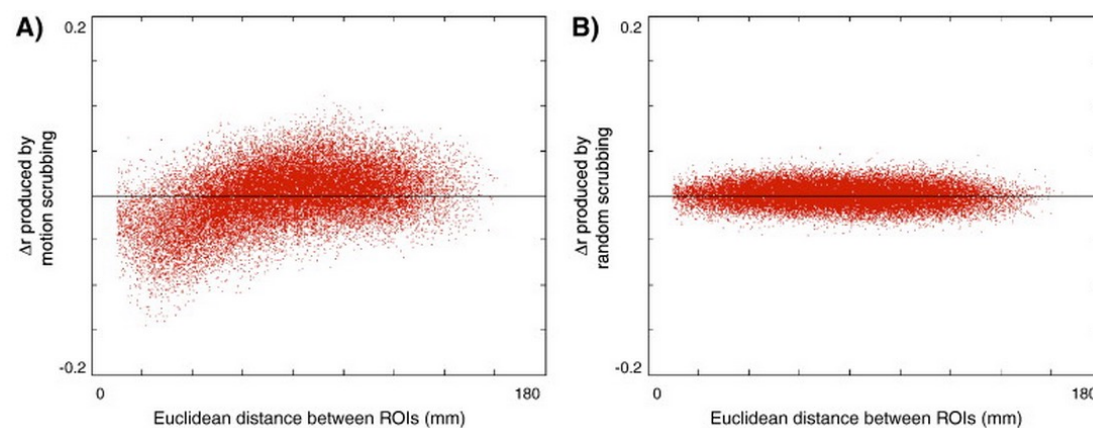 A)
0.2
Δr produced by
motion scrubbing
-0.2
0
180
Euclidean distance between ROIs (mm)
B)
0.2
Δr produced by
random scrubbing
-0.2
0
180
Euclidean distance between ROIs (mm)